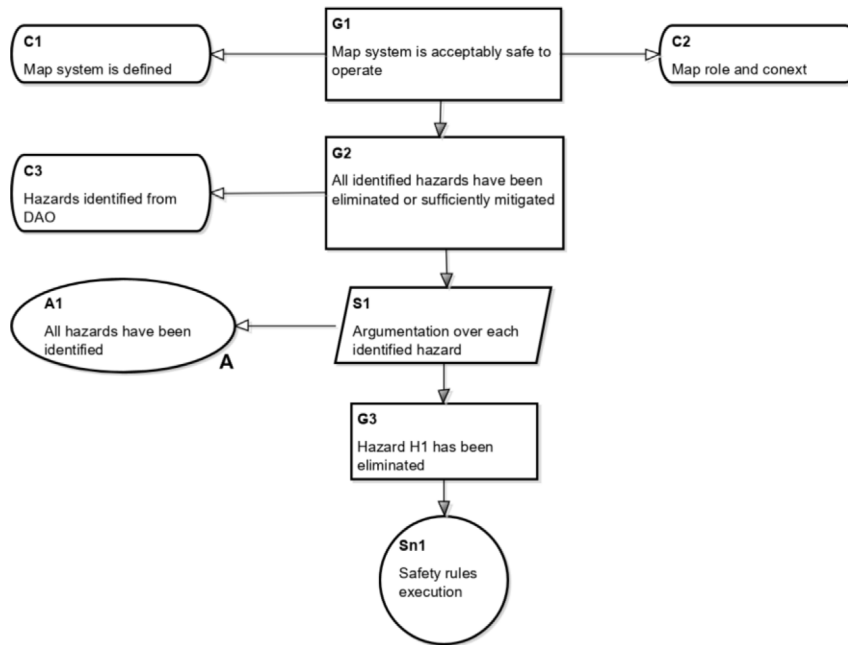 C1
Map system is defined
G1
Map system is acceptably safe to
operate
C2
Map role and conext
C3
Hazards identified from
DAO
G2
All identified hazards have been
eliminated or sufficiently mitigated
A1
All hazards have been
identified
A
S1
Argumentation over each
identified hazard
G3
Hazard H1 has been
eliminated
Sn1
Safety rules
execution